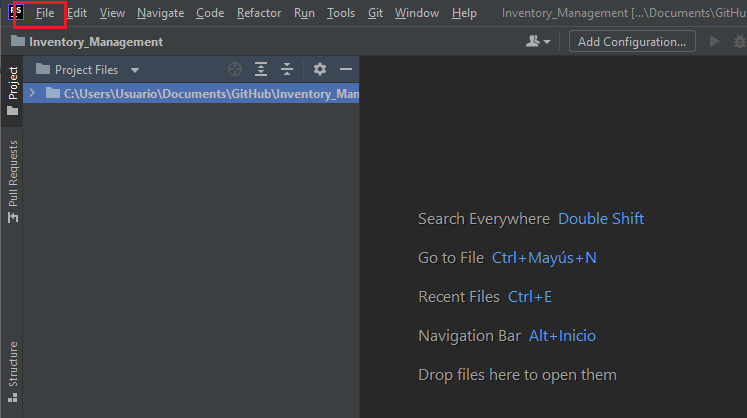 PS File Edit View Navigate Code Refactor Run Tools Git Window Help Inventory_Management [...\Documents\GitHu
Inventory_Management Add Configuration...
Project Files
C:\Users\Usuario\Documents\GitHub\Inventory_Man
Project
Pull Requests
Structure
Search Everywhere Double Shift
Go to File Ctrl+Mayús+N
Recent Files Ctrl+E
Navigation Bar Alt+Inicio
Drop files here to open them